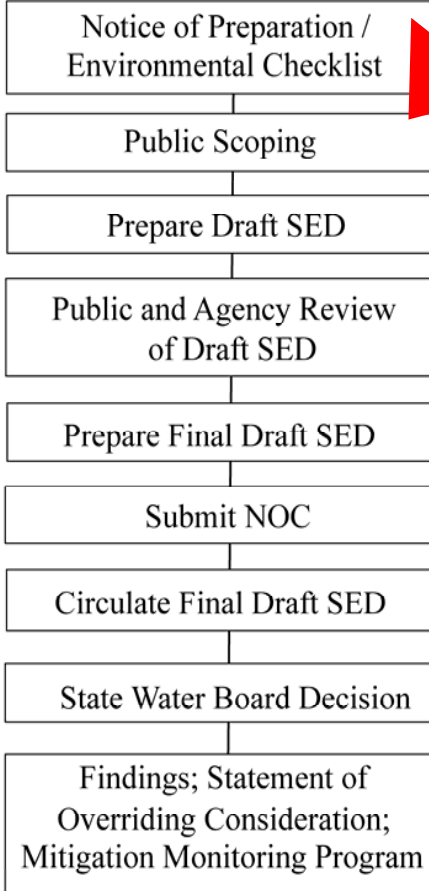 Notice of Preparation /
Environmental Checklist
Public Scoping
Prepare Draft SED
Public and Agency Review
of Draft SED
Prepare Final Draft SED
Submit NOC
Circulate Final Draft SED
State Water Board Decision
Findings; Statement of
Overriding Consideration;
Mitigation Monitoring Program